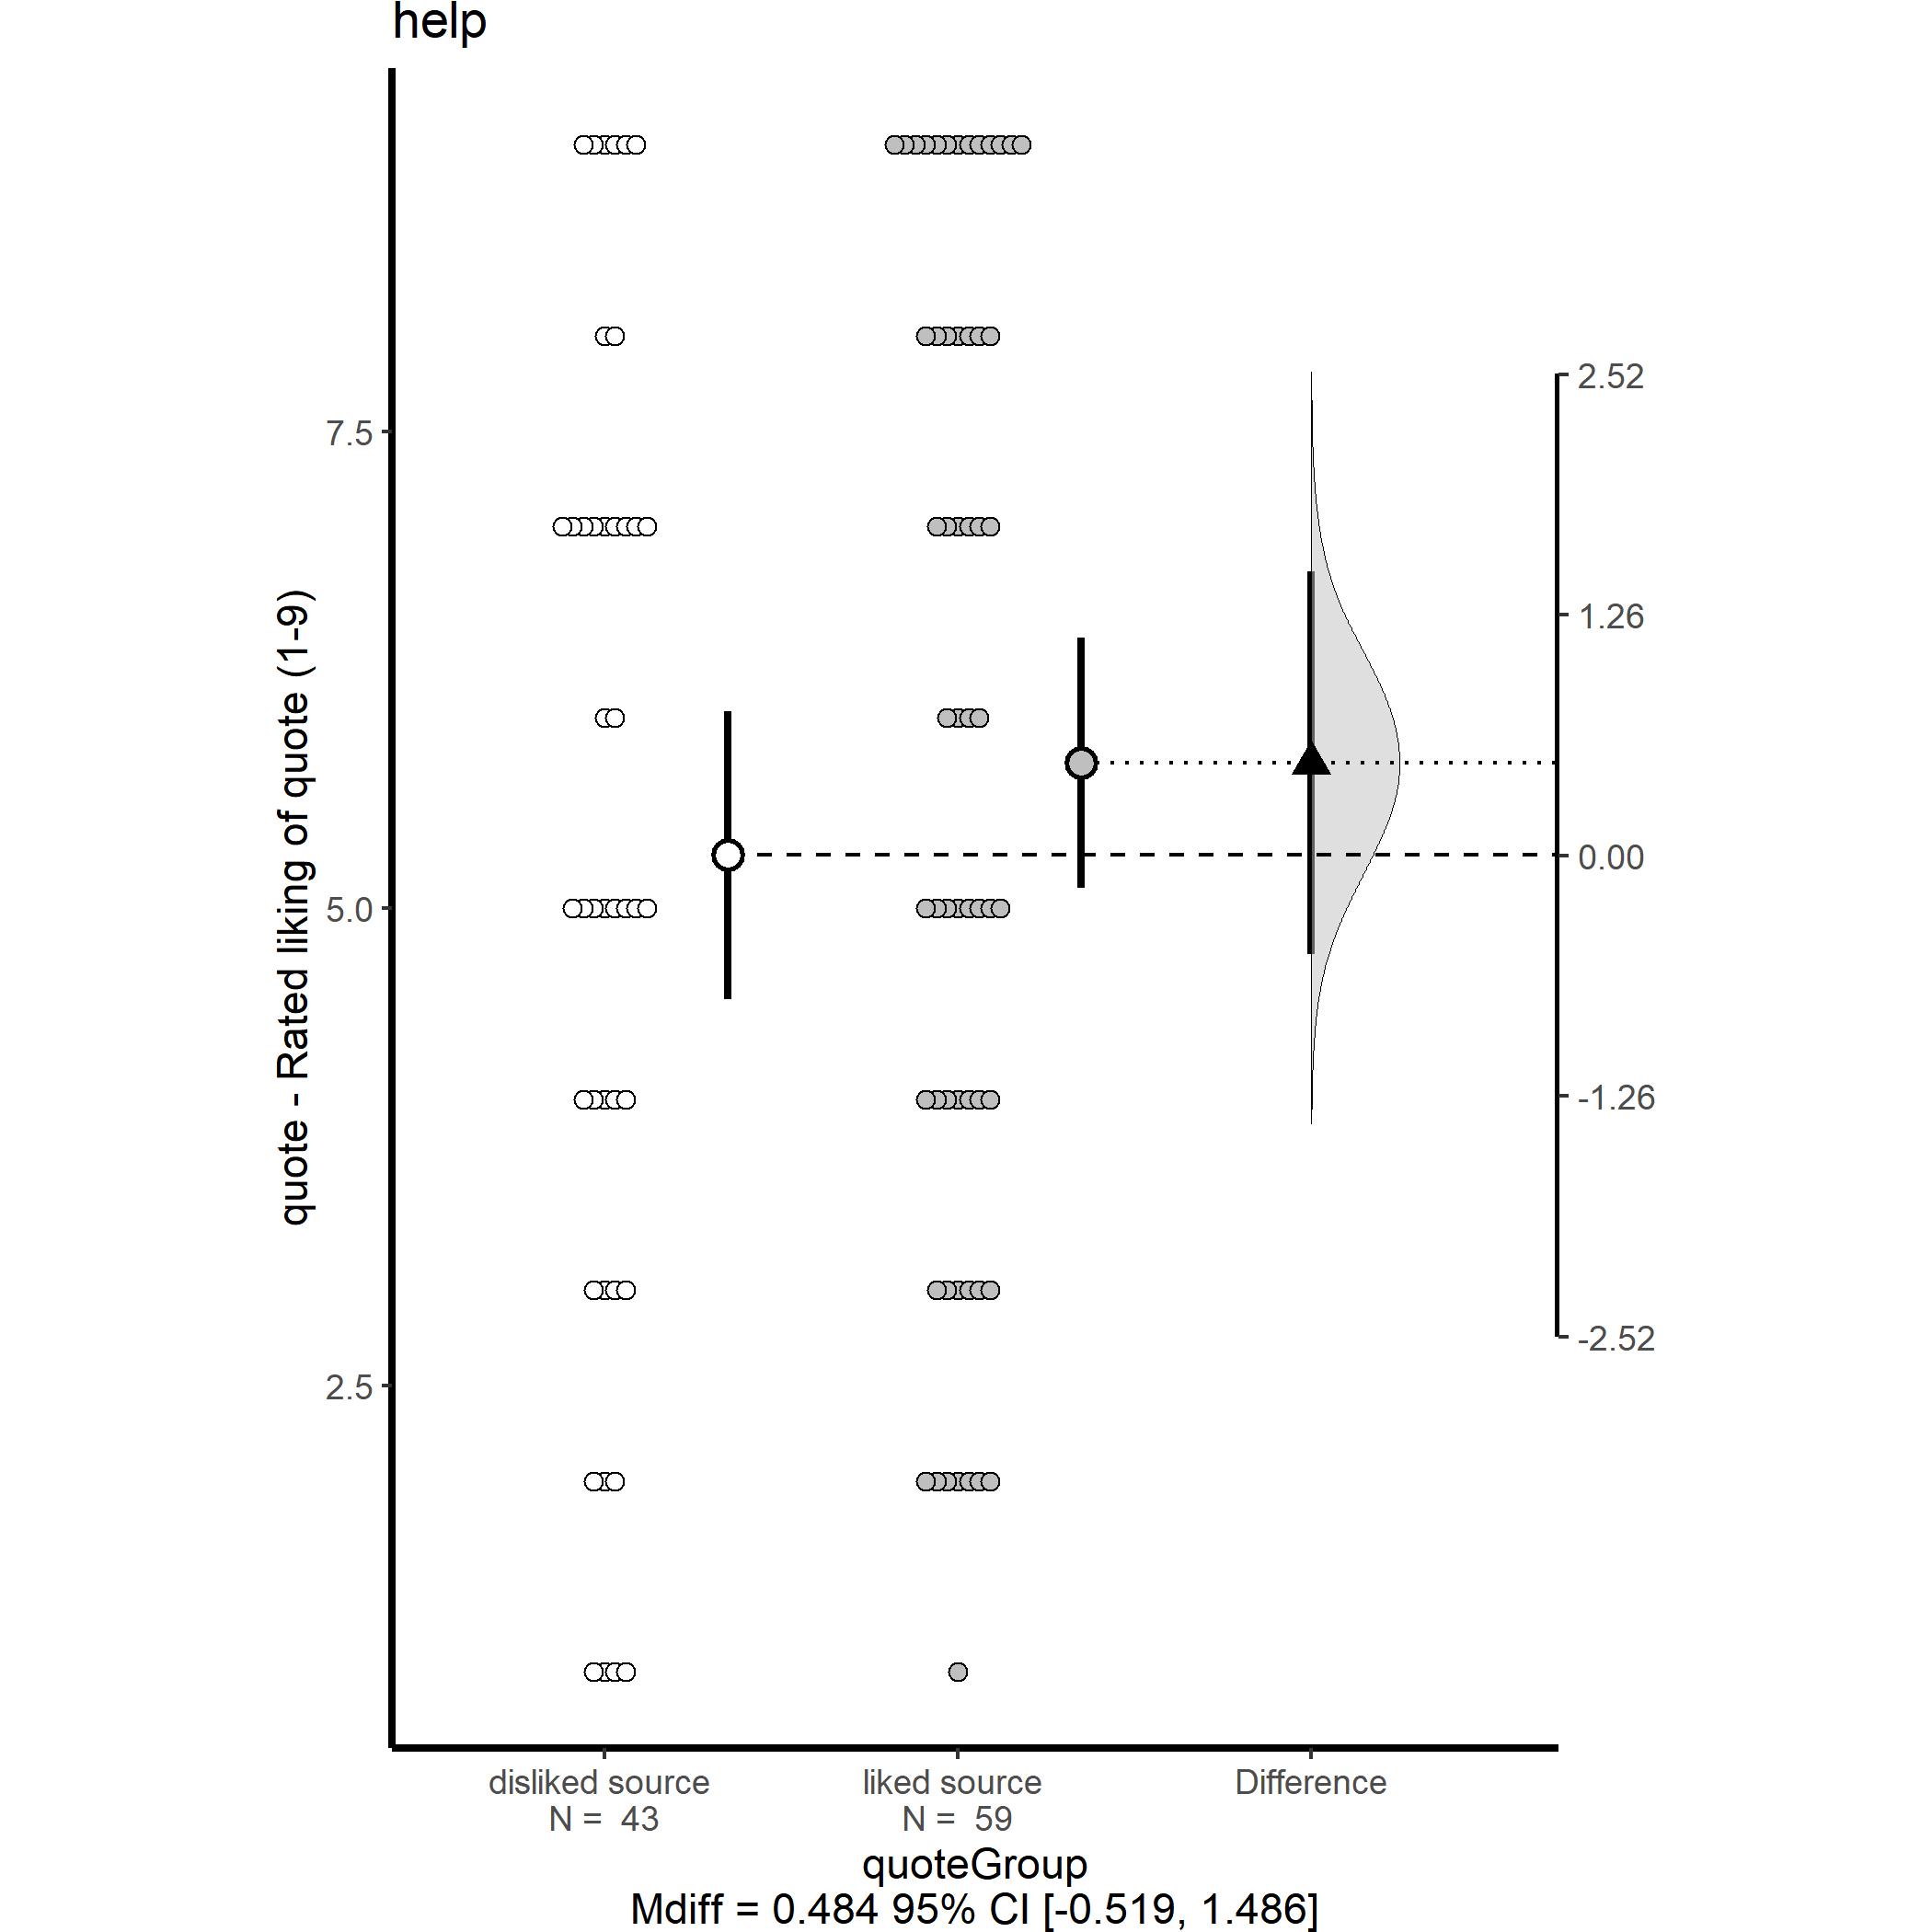 help
quote - Rated liking of quote (1-9)
7.5
5.0
2.5
2.52
1.26
0.00
-1.26
-2.52
disliked source
N =  43
liked source
N =  59
Difference
quoteGroup
Mdiff = 0.484 95% CI [-0.519, 1.486]